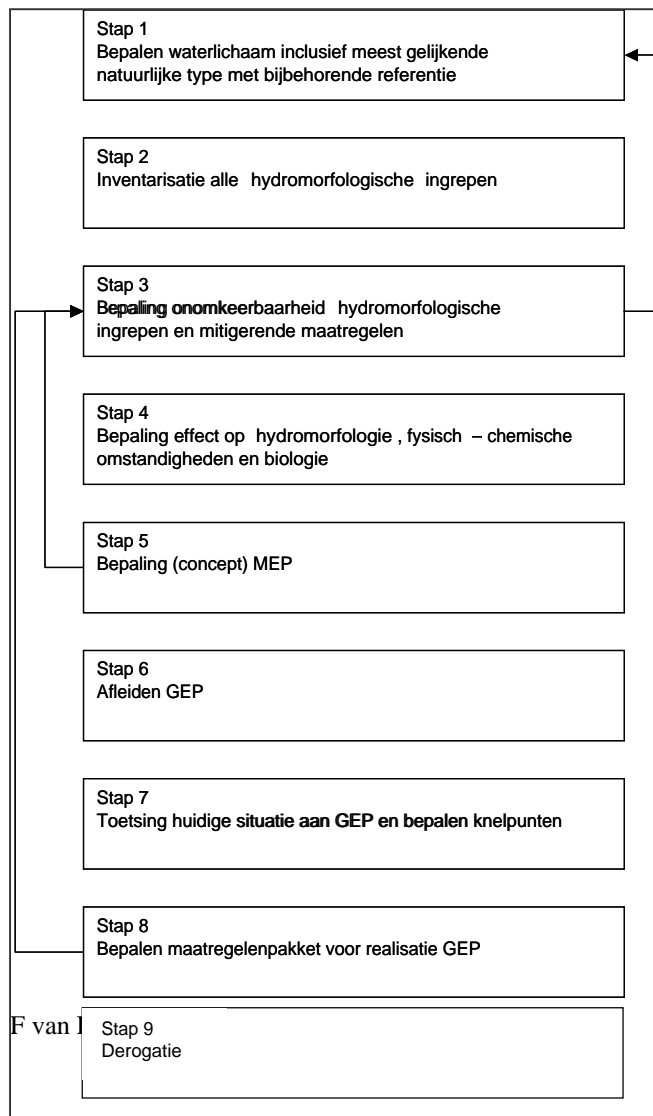 Stap 1
Bepalen waterlichaam inclusief meest gelijkende
natuurlijke type met bijbehorende referentie
Stap 2
Inventarisatie alle hydromorfologische ingrepen
Stap 3
Bepaling onomkeerbaarheid hydromorfologische
ingrepen en mitigerende maatregelen
Stap 4
Bepaling effect op hydromorfologie , fysisch – chemische
omstandigheden en biologie
Stap 5
Bepaling (concept) MEP
Stap 6
Afleiden GEP
Stap 7
Toetsing huidige situatie aan GEP en bepalen knelpunten
Stap 8
Bepalen maatregelenpakket voor realisatie GEP
F van
Stap 9
Derogatie